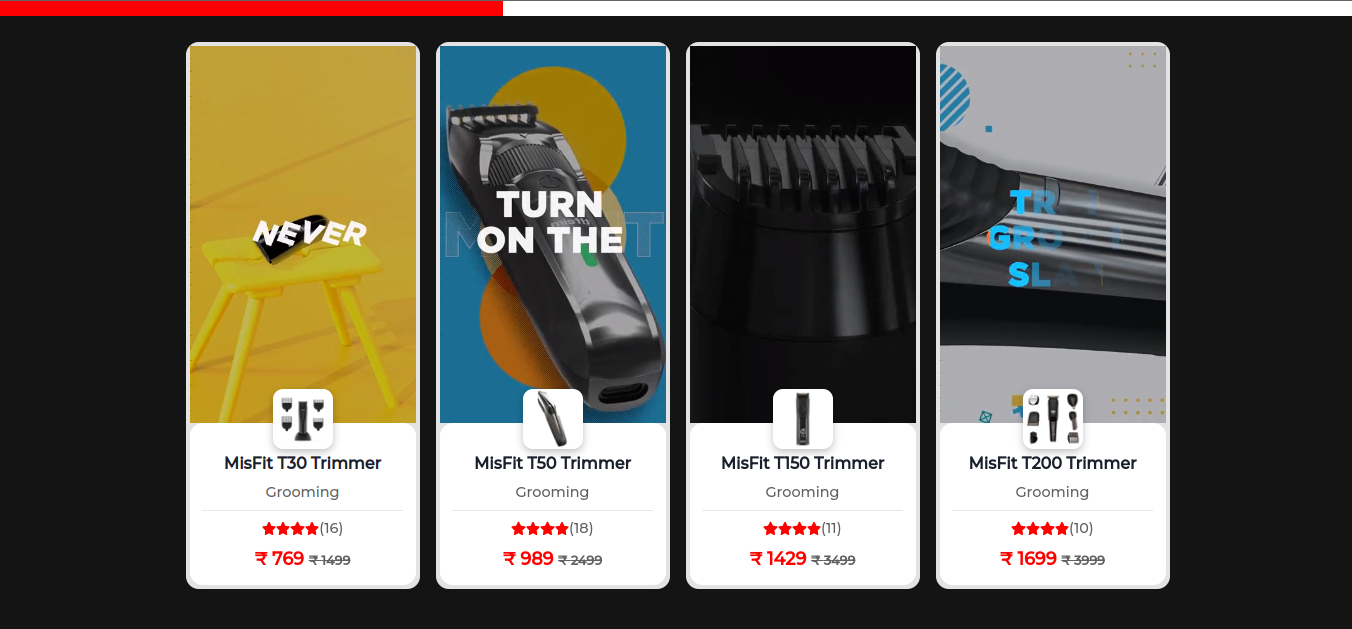 NEVER
MisFit T30 Trimmer
Grooming
(16)
₹ 769 ₹ 1499
TURN
ON THE
MisFit T50 Trimmer
Grooming
(18)
₹ 989 ₹ 2499
MisFit T150 Trimmer
Grooming
(11)
₹ 1429 ₹ 3499
TR
GRO
SLA
MisFit T200 Trimmer
Grooming
(10)
₹ 1699 ₹ 3999